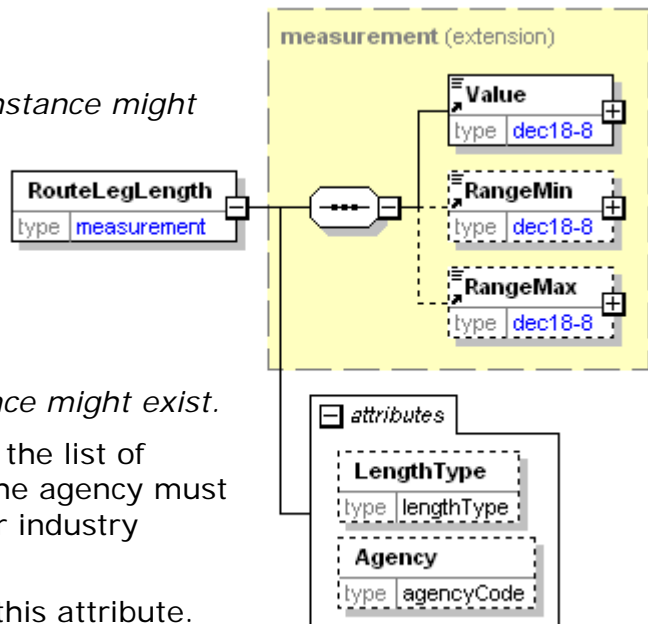 measurement (extension)
nstance might
Value
type dec18-8
RouteLegLength
type measurement
RangeMin
type dec18-8
RangeMax
type dec18-8
nce might exist.
attributes
the list of
LengthType
ne agency must
type lengthType
r industry
Agency
type agencyCode
this attribute.